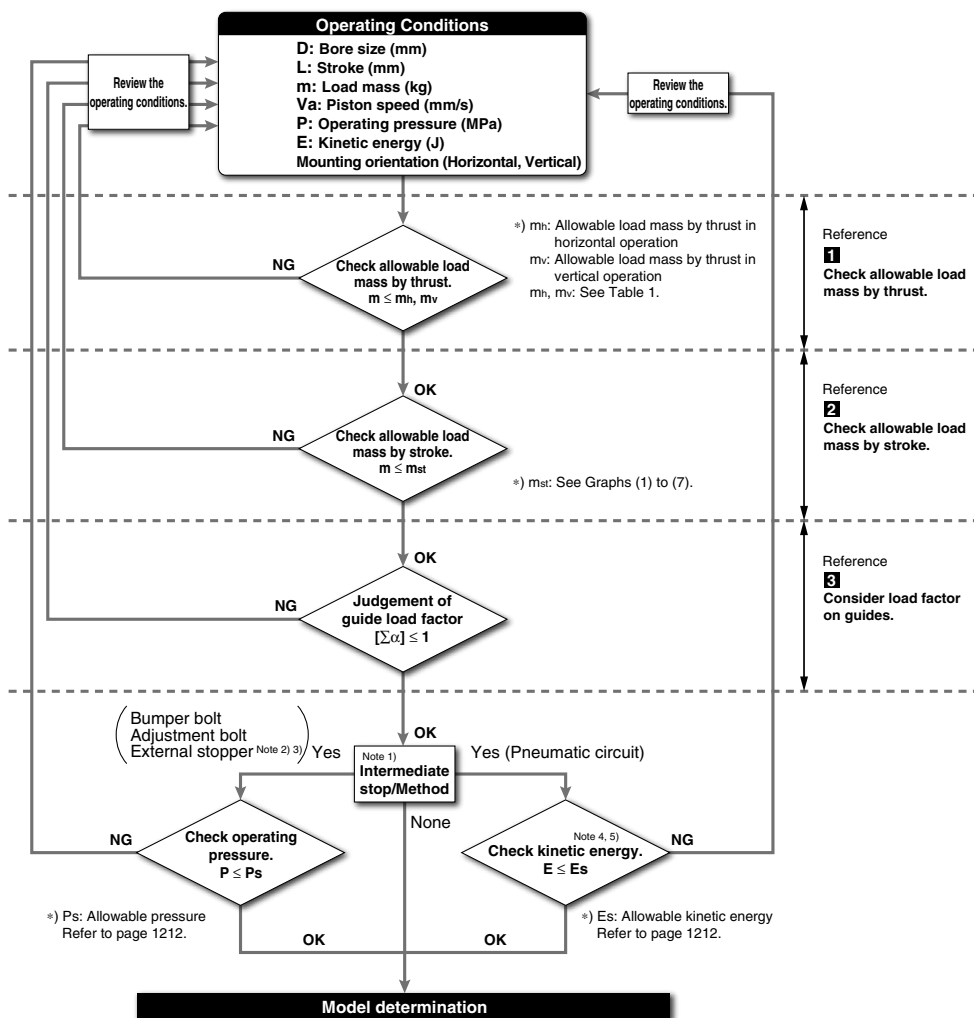 Operating Conditions
D: Bore size (mm)
L: Stroke (mm)
m: Load mass (kg)
Va: Piston speed (mm/s)
P: Operating pressure (MPa)
E: Kinetic energy (J)
Mounting orientation (Horizontal, Vertical)
Review the
operating conditions.
Review the
operating conditions.
NG
Check allowable load
mass by thrust.
m ≤ mh, mv
*) mh: Allowable load mass by thrust in
horizontal operation
mv: Allowable load mass by thrust in
vertical operation
mh, mv: See Table 1.
Reference
1
Check allowable load
mass by thrust.
OK
NG
Check allowable load
mass by stroke.
m ≤ mst
*) mst: See Graphs (1) to (7).
Reference
2
Check allowable load
mass by stroke.
OK
NG
Judgement of
guide load factor
[Σα] ≤ 1
Reference
3
Consider load factor
on guides.
OK
Bumper bolt
Adjustment bolt
External stopper Note 2) 3)
Yes
Note 1)
Intermediate
stop/Method
Yes (Pneumatic circuit)
None
NG
Check operating
pressure.
P ≤ Ps
Note 4, 5)
Check kinetic energy.
E ≤ Es
NG
*) Ps: Allowable pressure
Refer to page 1212.
*) Es: Allowable kinetic energy
Refer to page 1212.
OK
OK
Model determination